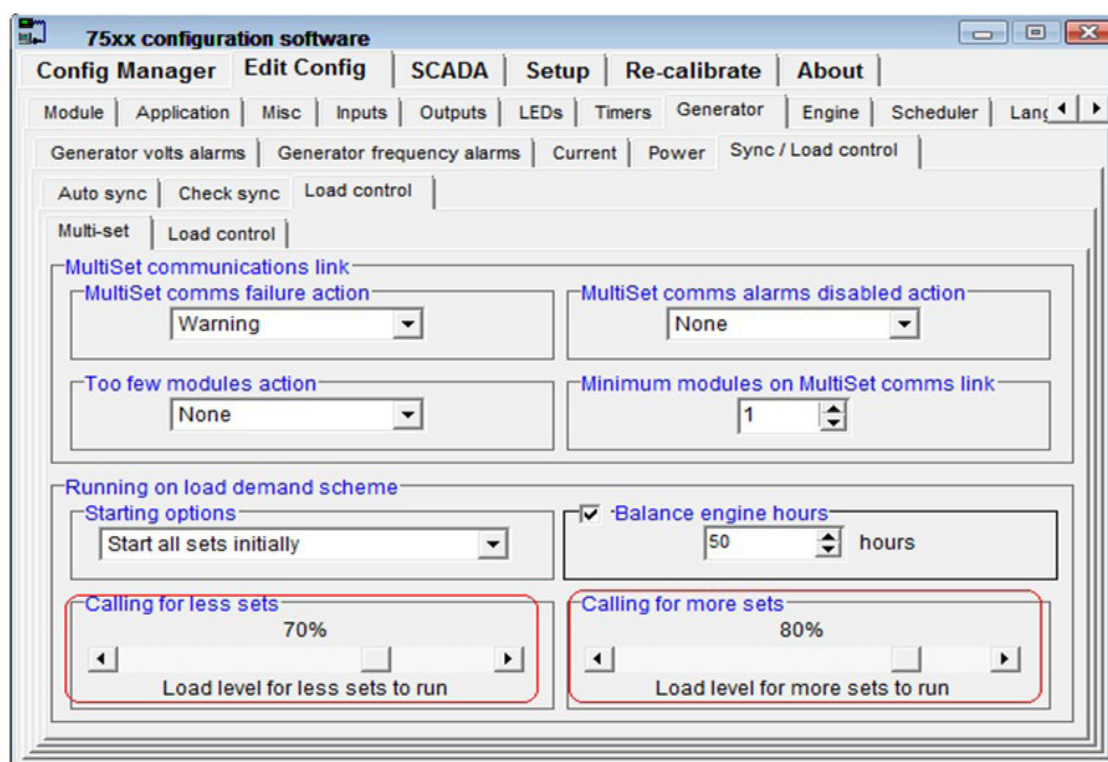 75xx configuration software
Config Manager Edit Config SCADA Setup Re-calibrate About
Module Application Misc Inputs Outputs LEDs Timers Generator Engine Scheduler
Generator volts alarms Generator frequency alarms Current Power Sync / Load control
Auto sync Check sync Load control
Multi-set Load control
MultiSet communications link
MultiSet comms failure action MultiSet comms alarms disabled action
Warning None
Too few modules action Minimum modules on MultiSet comms link
None 1
Running on load demand scheme
Starting options Balance engine hours
Start all sets initially 50 hours
Calling for less sets Calling for more sets
70% 80%
Load level for less sets to run Load level for more sets to run